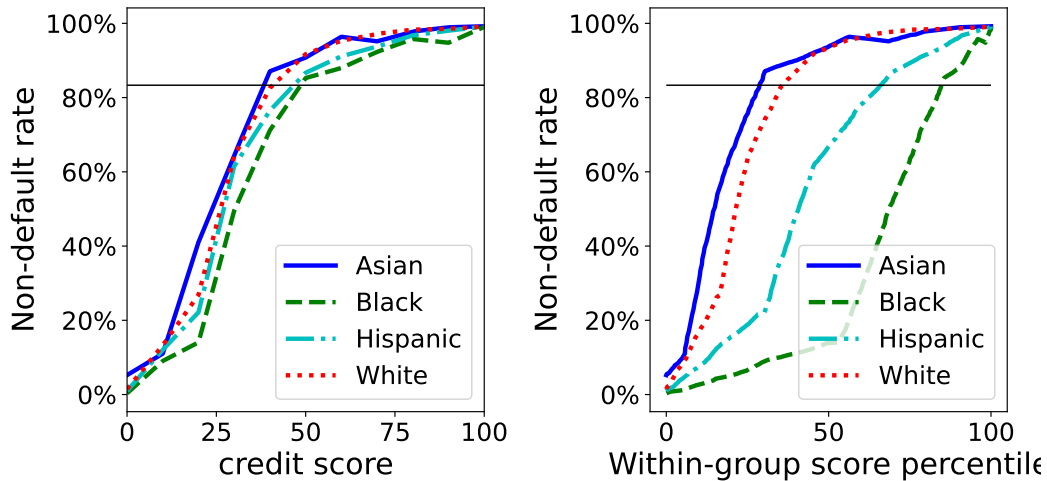 100%
80%
60%
40%
20%
0%
Non-default rate
Asian
Black
Hispanic
White
0
25
50
75
100
credit score
100%
80%
60%
40%
20%
0%
Non-default rate
Asian
Black
Hispanic
White
0
50
100
Within-group score percentile